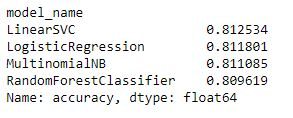 model_name
LinearSVC 0.812534
LogisticRegression 0.811801
MultinomialNB 0.811085
RandomForestClassifier 0.809619
Name: accuracy, dtype: float64